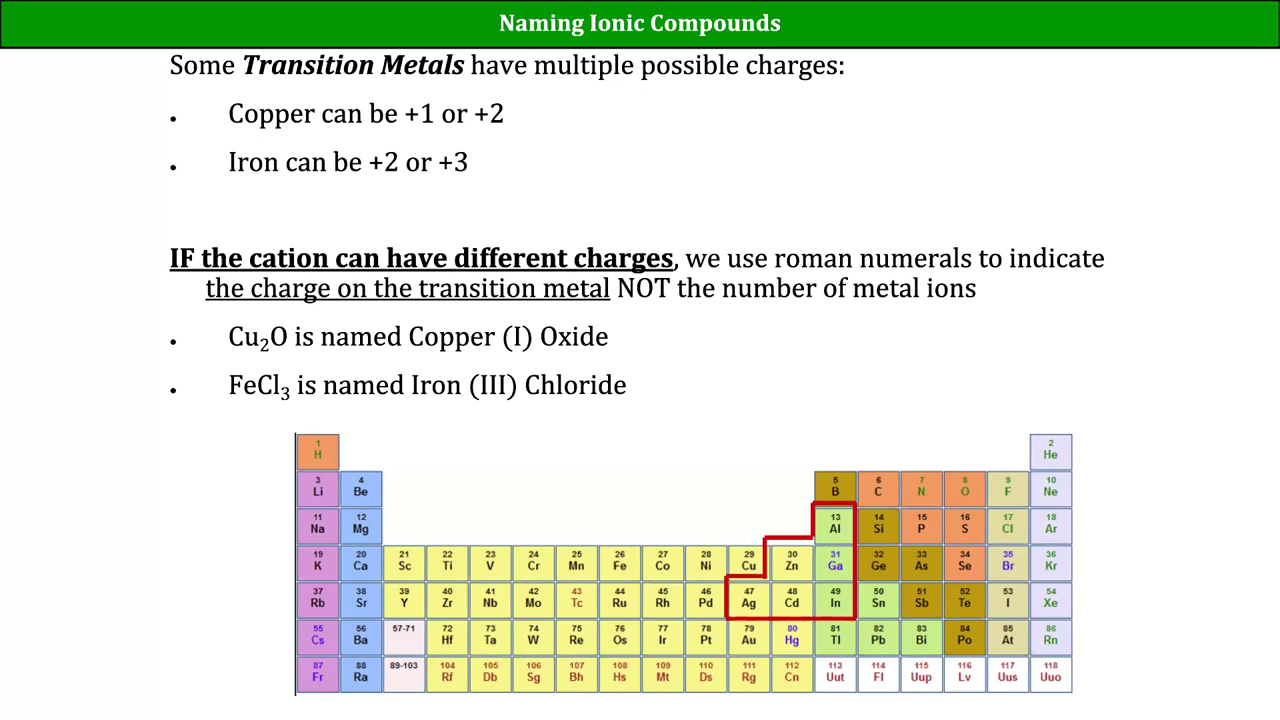 Naming Ionic Compounds
Some Transition Metals have multiple possible charges:
• Copper can be +1 or +2
• Iron can be +2 or +3
IF the cation can have different charges, we use roman numerals to indicate
the charge on the transition metal NOT the number of metal ions
• Cu₂O is named Copper (I) Oxide
• FeCl₃ is named Iron (III) Chloride
1 2
H He
3 4 5 6 7 8 9 10
Li Be B C N O F Ne
11 12 13 14 15 16 17 18
Na Mg Al Si P S Cl Ar
19 20 21 22 23 24 25 26 27 28 29 30 31 32 33 34 35 36
K Ca Sc Ti V Cr Mn Fe Co Ni Cu Zn Ga Ge As Se Br Kr
37 38 39 40 41 42 43 44 45 46 47 48 49 50 51 52 53 54
Rb Sr Y Zr Nb Mo Tc Ru Rh Pd Ag Cd In Sn Sb Te I Xe
55 56 57-71 72 73 74 75 76 77 78 79 80 81 82 83 84 85 86
Cs Ba Hf Ta W Re Os Ir Pt Au Hg Tl Pb Bi Po At Rn
87 88 89-103 104 105 106 107 108 109 110 111 112 113 114 115 116 117 118
Fr Ra Rf Db Sg Bh Hs Mt Ds Rg Cn Uut Fl Uup Lv Uus Uuo